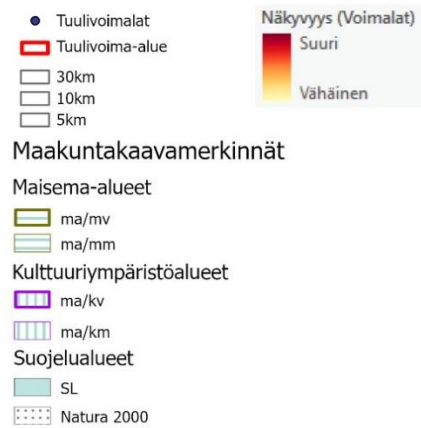 Tuulivoimalat
Tuulivoima-alue
30km
10km
5km
Näkyvyys (Voimalat)
Suuri
Vähäinen
Maakuntakaavamerkinnät
Maisema-alueet
ma/mv
ma/mm
Kulttuuriympäristöalueet
ma/kv
ma/km
Suojelualueet
SL
Natura 2000